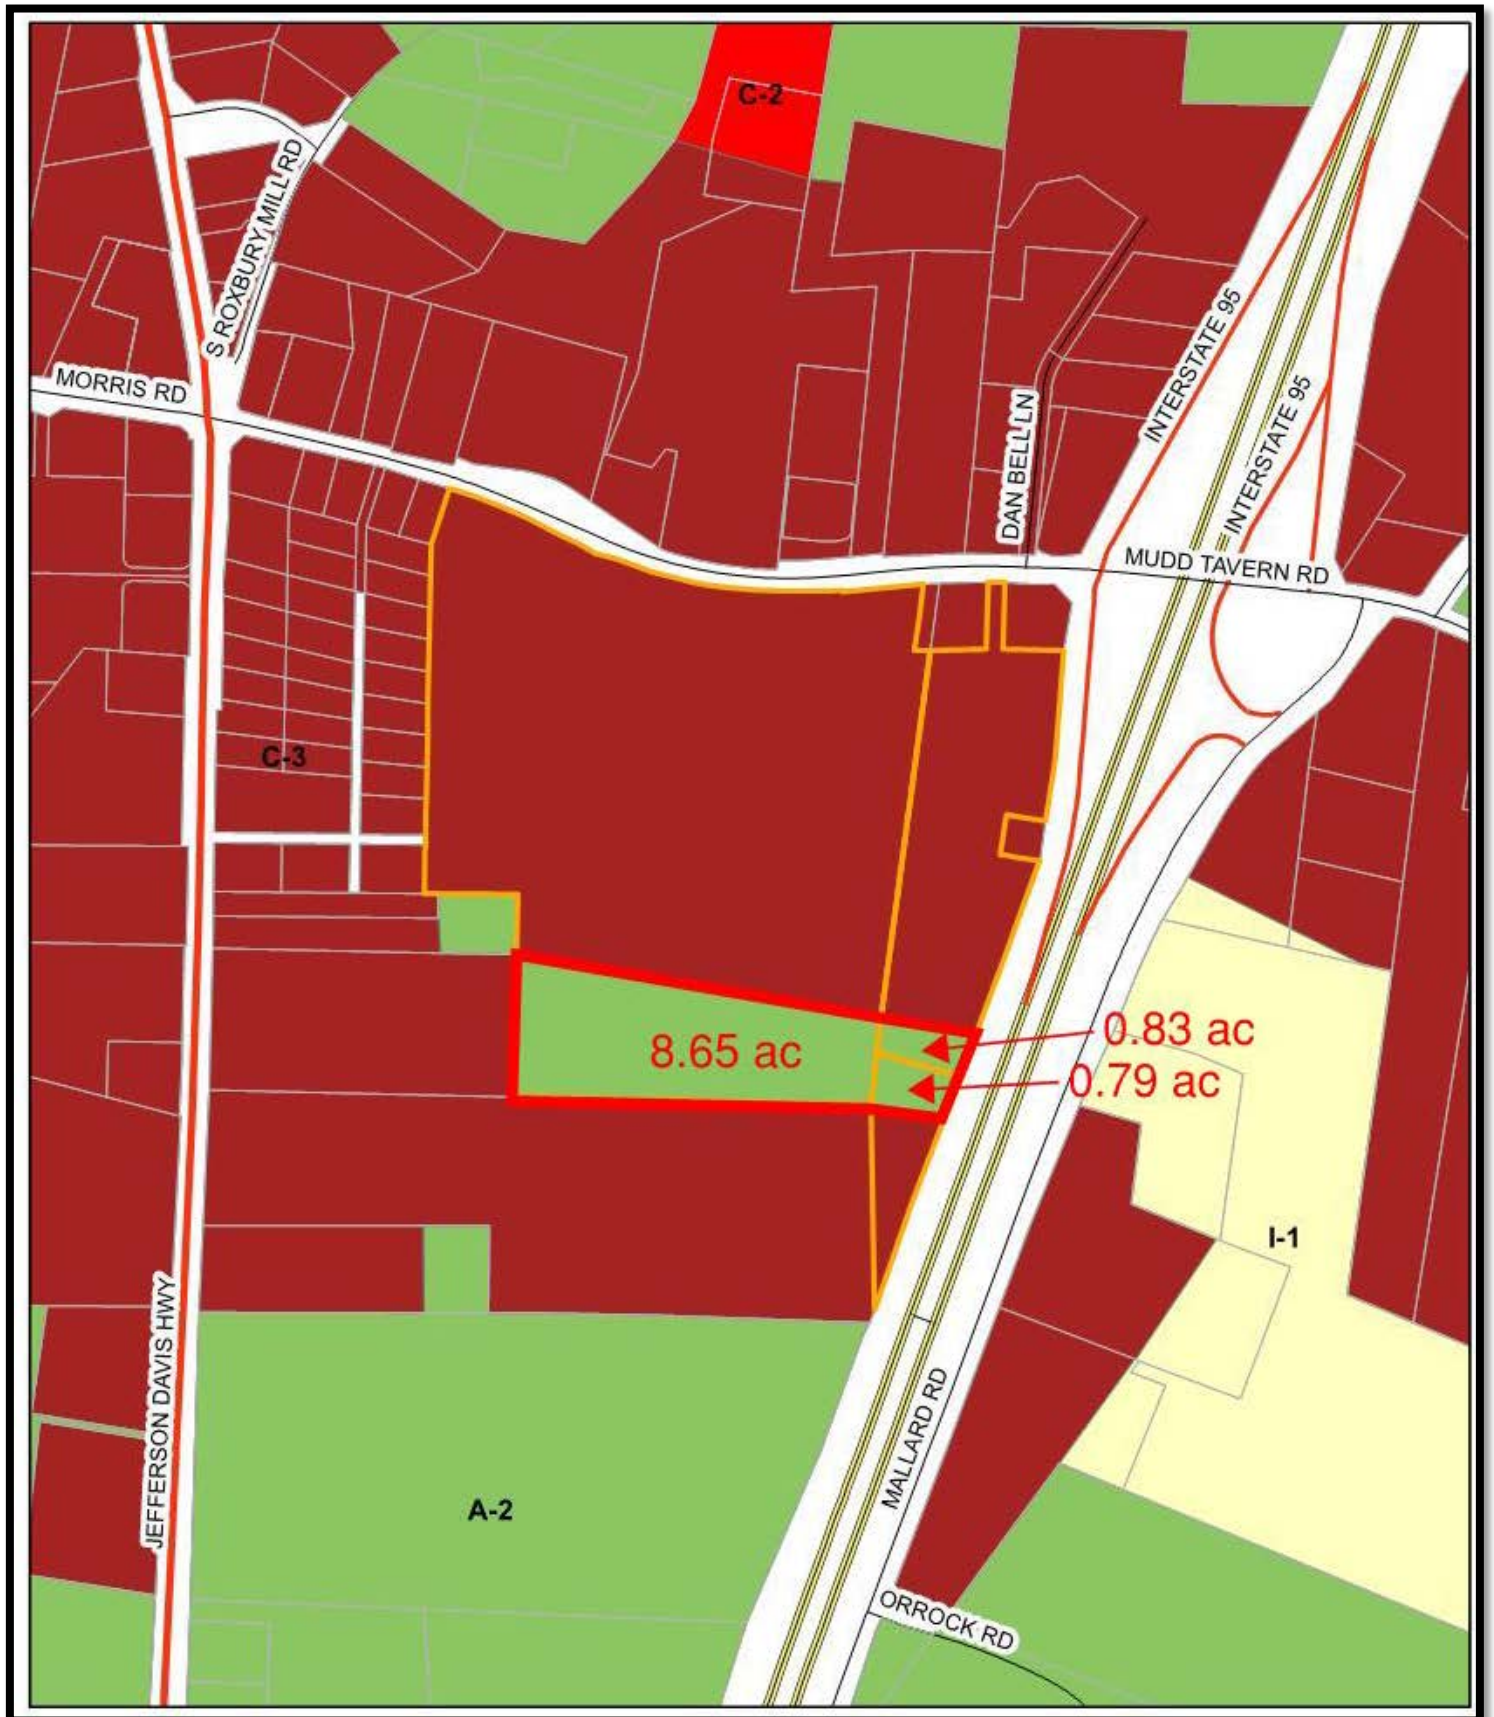 C-2
S ROXBURY MILL RD
INTERSTATE 95
MORRIS RD
INTERSTATE 95
DAN BELL LN
MUDD TAVERN RD
C-3
8.65 ac
0.83 ac
0.79 ac
I-1
JEFFERSON DAVIS HWY
MALLARD RD
A-2
ORROCK RD